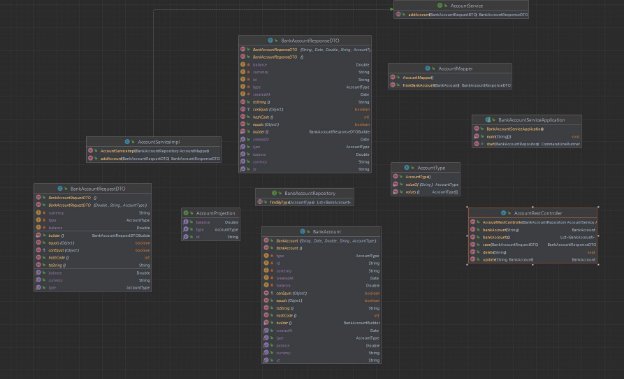 AccountService
addAccount(BankAccountRequestDTO) BankAccountResponseDTO
BankAccountResponseDTO
BankAccountResponseDTO (String, Date, Double, String, AccountT
BankAccountResponseDTO ()
balance Double
currency String
id String
type AccountType
createdAt Date
toString () String
canEqual (Object) boolean
hashCode () int
equals (Object) boolean
builder () BankAccountResponseDTOBuilder
createdAt Date
type AccountType
balance Double
currency String
id String
AccountMapper
AccountMapper()
fromBankAccount(BankAccount) BankAccountResponseDTO
BankAccountServiceApplication
BankAccountServiceApplication()
main(String[]) void
start(BankAccountRepository) CommandLineRunner
AccountServiceImpl
AccountServiceImpl(BankAccountRepository, AccountMapper)
addAccount(BankAccountRequestDTO) BankAccountResponseDTO
AccountType
AccountType()
valueOf (String) AccountType
values () AccountType[]
BankAccountRequestDTO
BankAccountRequestDTO ()
BankAccountRequestDTO (Double, String, AccountType)
currency String
type AccountType
balance Double
builder () BankAccountRequestDTOBuilder
equals (Object) boolean
canEqual (Object) boolean
hashCode () int
toString () String
balance Double
currency String
type AccountType
BankAccountRepository
findByType(AccountType) List<BankAccount>
AccountProjection
balance Double
type AccountType
id String
AccountRestController
AccountRestController(BankAccountRepository, AccountService,
bankAccount(String) BankAccount
bankAccounts() List<BankA
save(BankAccountRequestDTO) BankAccountResponseDTO
delete(String) void
update(String, BankAccount) BankAccount
BankAccount
BankAccount (String, Date, Double, String, AccountType)
BankAccount ()
type AccountType
id String
currency String
createdAt Date
balance Double
canEqual (Object) boolean
equals (Object) boolean
toString () String
hashCode () int
builder () BankAccountBuilder
createdAt Date
type AccountType
balance Double
currency String
id String